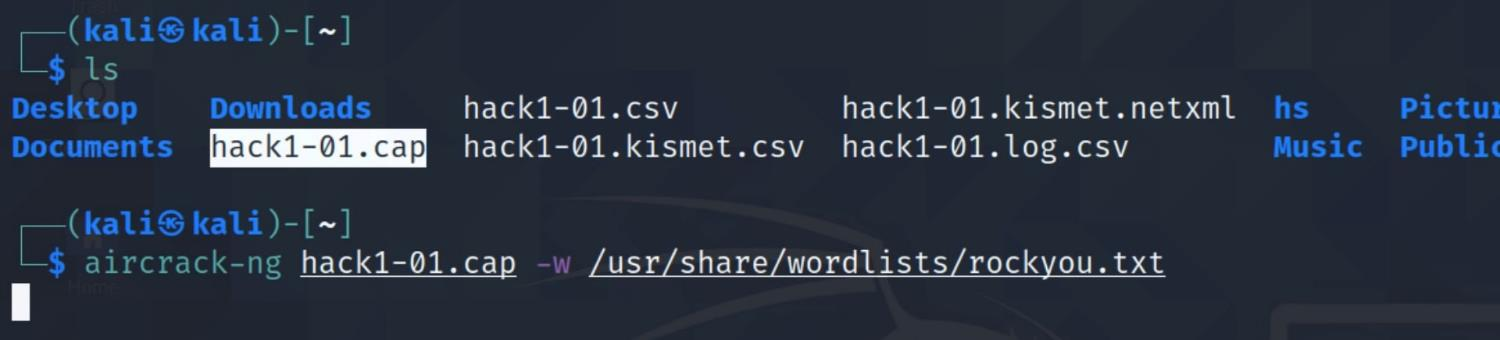 (kali㉿kali)-[~]
$ ls
Desktop Downloads hack1-01.csv hack1-01.kismet.netxml hs Pictur
Documents hack1-01.cap hack1-01.kismet.csv hack1-01.log.csv Music Public
(kali㉿kali)-[~]
$ aircrack-ng hack1-01.cap -w /usr/share/wordlists/rockyou.txt
Home